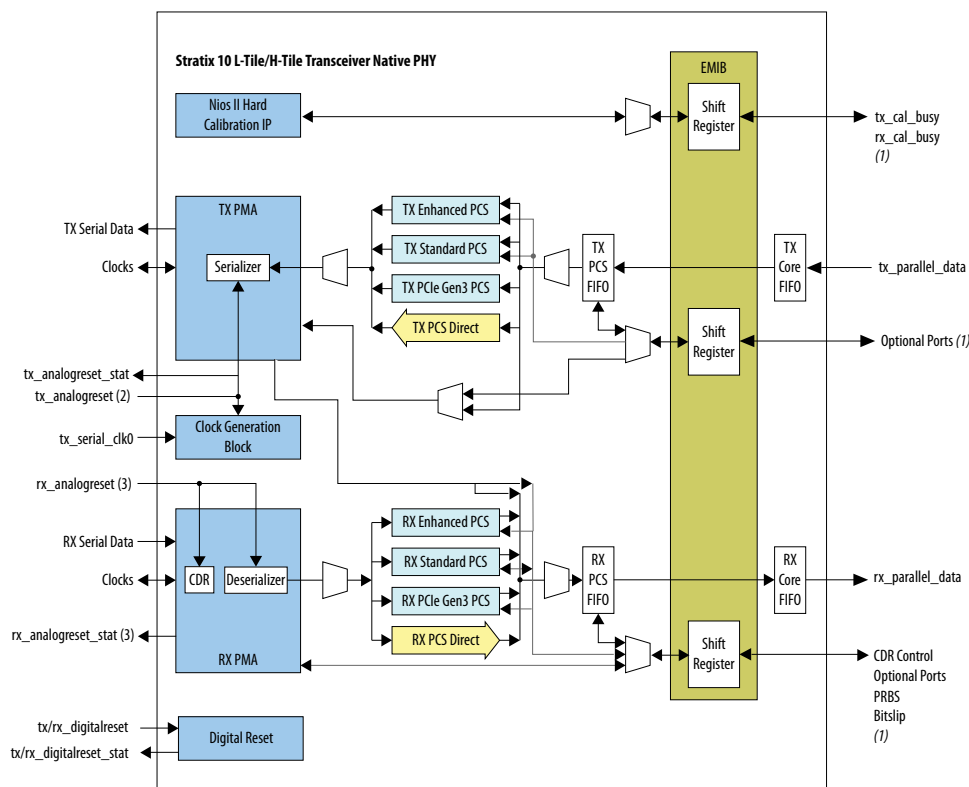 Stratix 10 L-Tile/H-Tile Transceiver Native PHY
EMIB
Nios II Hard
Calibration IP
Shift
Register
tx_cal_busy
rx_cal_busy
(1)
TX PMA
TX Serial Data
Clocks
Serializer
TX Enhanced PCS
TX Standard PCS
TX PCIe Gen3 PCS
TX PCS Direct
TX
PCS
FIFO
TX
Core
FIFO
tx_parallel_data
Shift
Register
Optional Ports (1)
tx_analogreset_stat
tx_analogreset (2)
tx_serial_clk0
Clock Generation
Block
rx_analogreset (3)
RX Serial Data
Clocks
CDR
Deserializer
rx_analogreset_stat (3)
RX PMA
RX Enhanced PCS
RX Standard PCS
RX PCIe Gen3 PCS
RX PCS Direct
RX
PCS
FIFO
RX
Core
FIFO
rx_parallel_data
Shift
Register
CDR Control
Optional Ports
PRBS
Bitslip
(1)
tx/rx_digitalreset
tx/rx_digitalreset_stat
Digital Reset